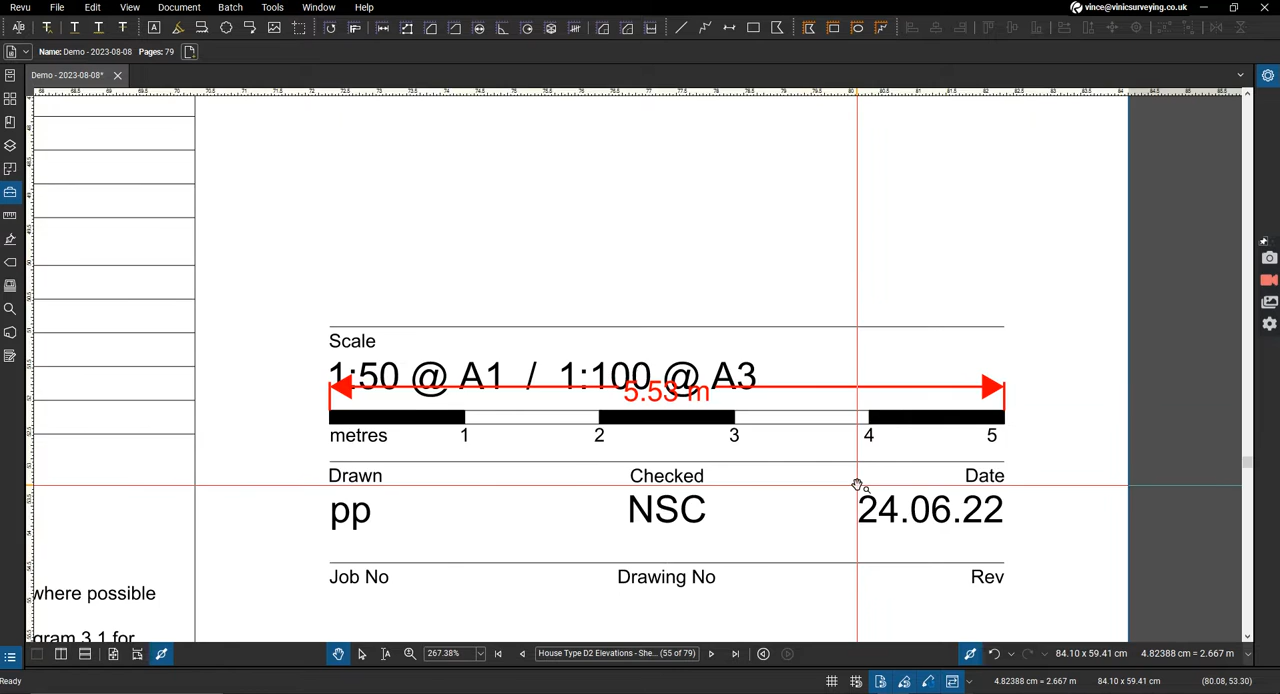 Revu File Edit View Document Batch Tools Window Help vince@vinicsurveying.co.uk
Name: Demo - 2023-08-08 Pages: 79
Demo - 2023-08-08*
Scale
1:50 @ A1 / 1:100 @ A3
5.53 m
metres 1 2 3 4 5
Drawn Checked Date
pp NSC 24.06.22
Job No Drawing No Rev
where possible
gram 3.1 for
267.38% House Type D2 Elevations - She... (55 of 79) 84.10 x 59.41 cm 4.82388 cm = 2.667 m
Ready 4.82388 cm = 2.667 m 84.10 x 59.41 cm (80.08, 53.30)